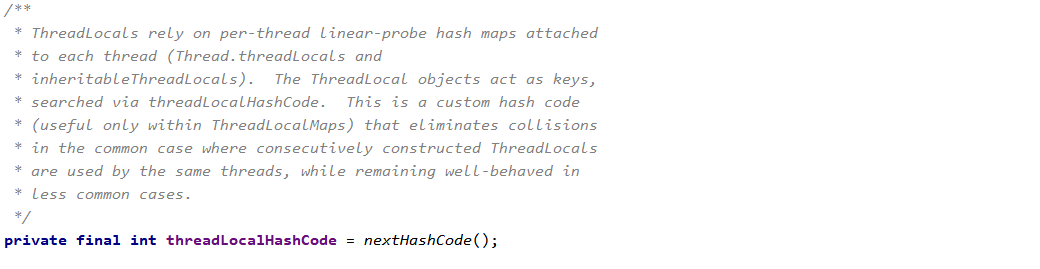 /**
 * ThreadLocals rely on per-thread linear-probe hash maps attached
 * to each thread (Thread.threadLocals and
 * inheritableThreadLocals).  The ThreadLocal objects act as keys,
 * searched via threadLocalHashCode.  This is a custom hash code
 * (useful only within ThreadLocalMaps) that eliminates collisions
 * in the common case where consecutively constructed ThreadLocals
 * are used by the same threads, while remaining well-behaved in
 * less common cases.
 */
private final int threadLocalHashCode = nextHashCode();